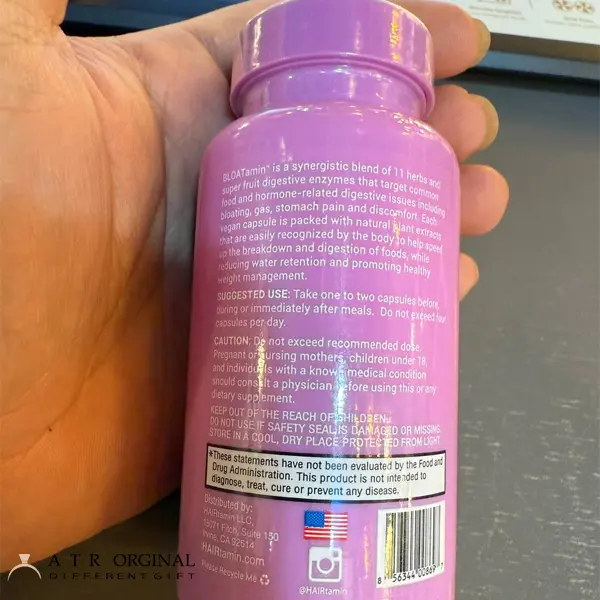 BLOATamin™ is a synergistic blend of 11 herbs and
super fruit digestive enzymes that target common
food and hormone-related digestive issues including
bloating, gas, stomach pain and discomfort. Each
vegan capsule is packed with natural plant extracts
that are easily recognized by the body to help speed
up the breakdown and digestion of foods, while
reducing water retention and promoting healthy
weight management.
SUGGESTED USE: Take one to two capsules before,
during or immediately after meals. Do not exceed four
capsules per day.
CAUTION: Do not exceed recommended dose.
Pregnant or nursing mothers, children under 18,
and individuals with a known medical condition
should consult a physician before using this or any
dietary supplement.
KEEP OUT OF THE REACH OF CHILDREN.
DO NOT USE IF SAFETY SEAL IS DAMAGED OR MISSING.
STORE IN A COOL, DRY PLACE PROTECTED FROM LIGHT
*These statements have not been evaluated by the Food and
Drug Administration. This product is not intended to
diagnose, treat, cure or prevent any disease.
Distributed by:
HAIRtamin LLC,
15071 Fitch, Suite 150
Irvine, CA 92614
HAIRtamin.com
Please Recycle Me
@HAIRtamin
8 56344 00869 7
A T R ORGINAL
DIFFERENT GIFT